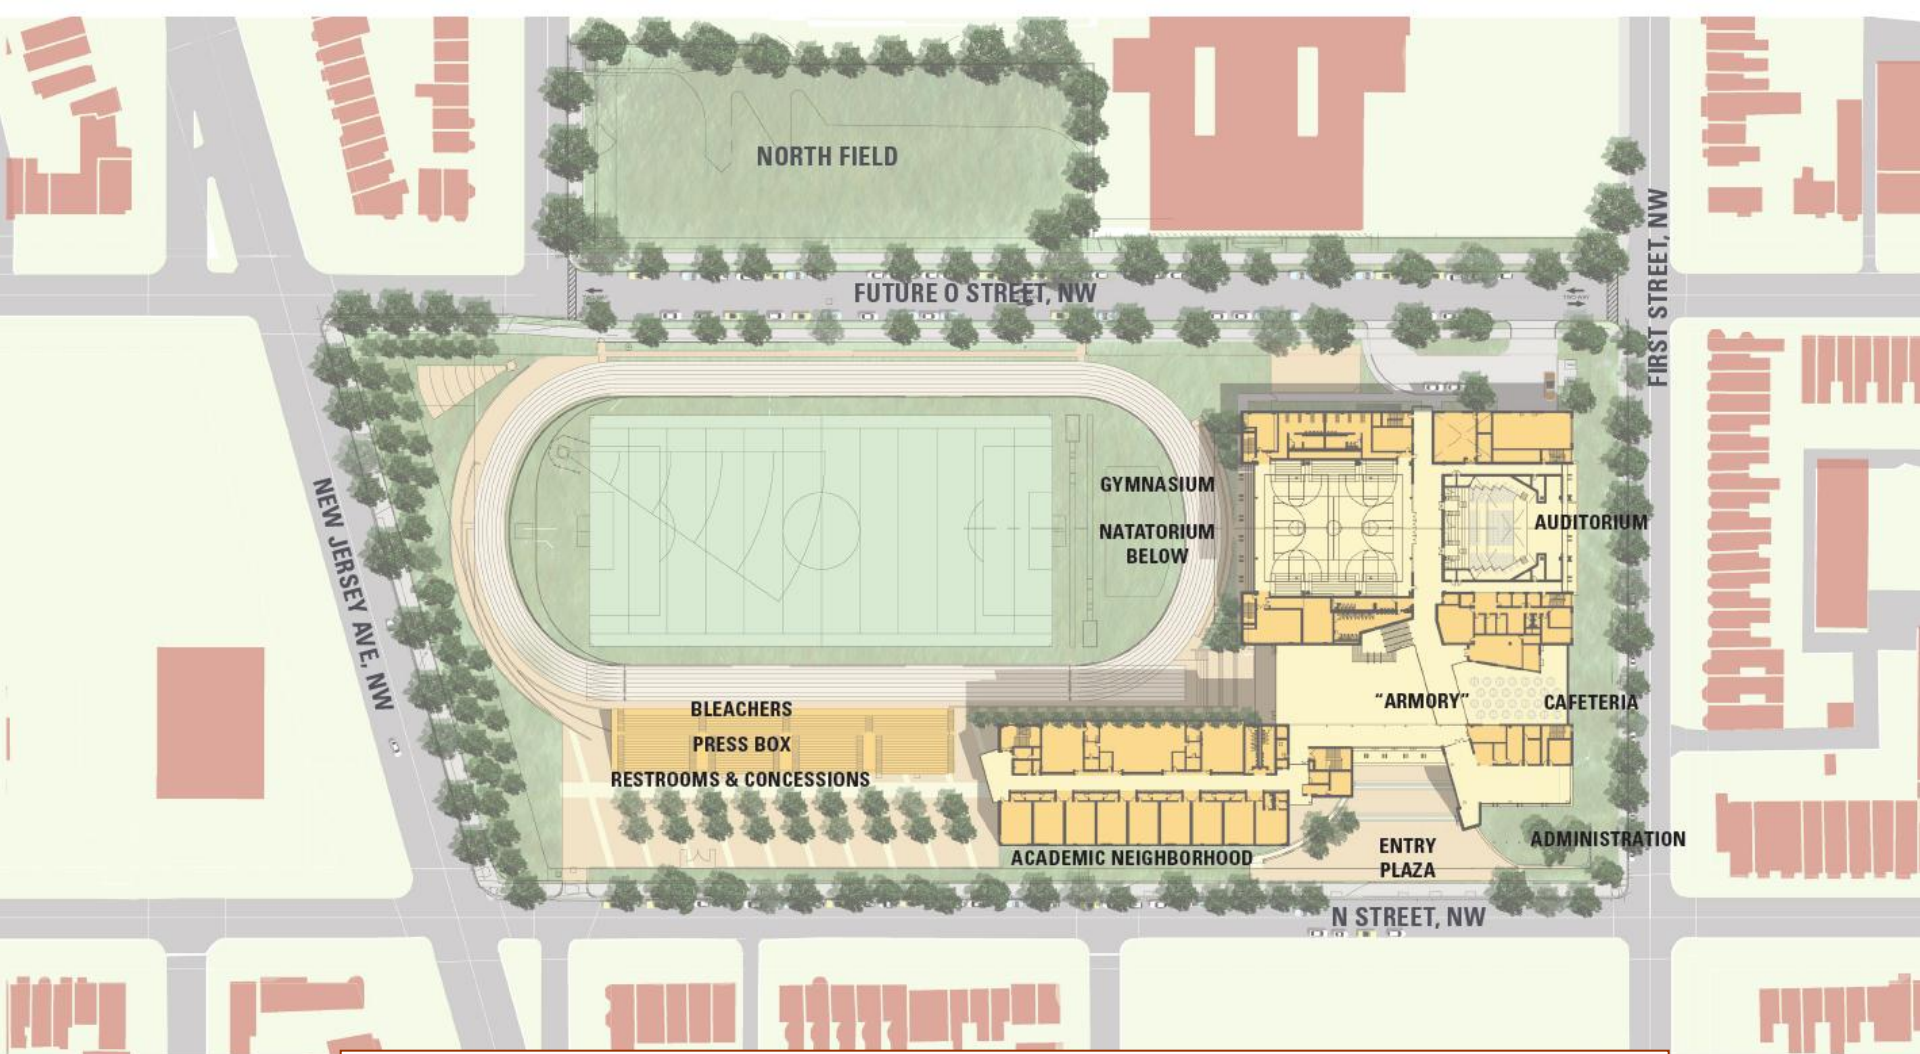 NORTH FIELD
FUTURE O STREET, NW
FIRST STREET, NW
NEW JERSEY AVE, NW
GYMNASIUM
NATATORIUM
BELOW
AUDITORIUM
"ARMORY"
CAFETERIA
BLEACHERS
PRESS BOX
RESTROOMS & CONCESSIONS
ACADEMIC NEIGHBORHOOD
ENTRY
PLAZA
ADMINISTRATION
N STREET, NW